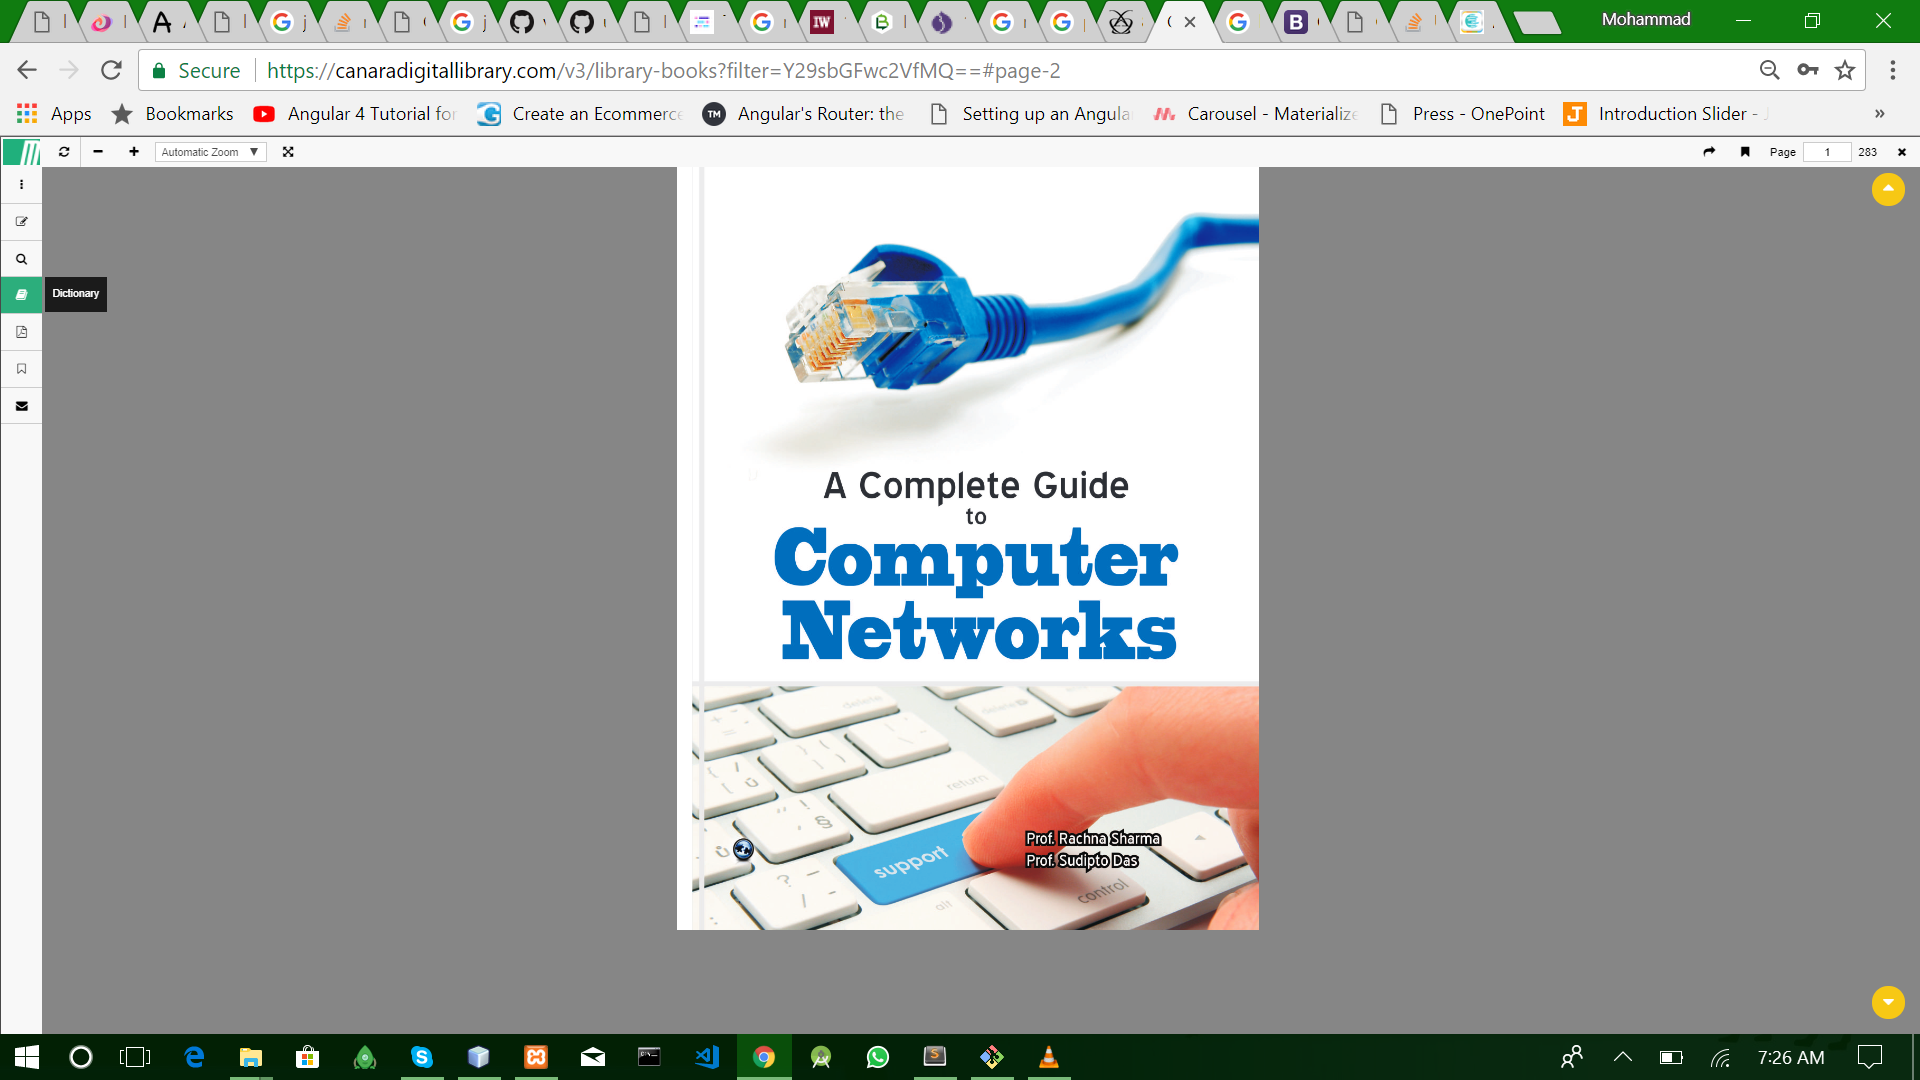 Mohammad
Secure
https://canaradigitallibrary.com/v3/library-books?filter=Y29sbGFwc2VfMQ==#page-2
Apps
Bookmarks
Angular 4 Tutorial for
Create an Ecommerce
Angular's Router: the
Setting up an Angula
Carousel - Materialize
Press - OnePoint
Introduction Slider - J
»
Automatic Zoom
Page 1 283
Dictionary
A Complete Guide
to
Computer
Networks
delete
delete
return
support
Prof. Rachna Sharma
Prof. Sudipto Das
control
alt
7:26 AM